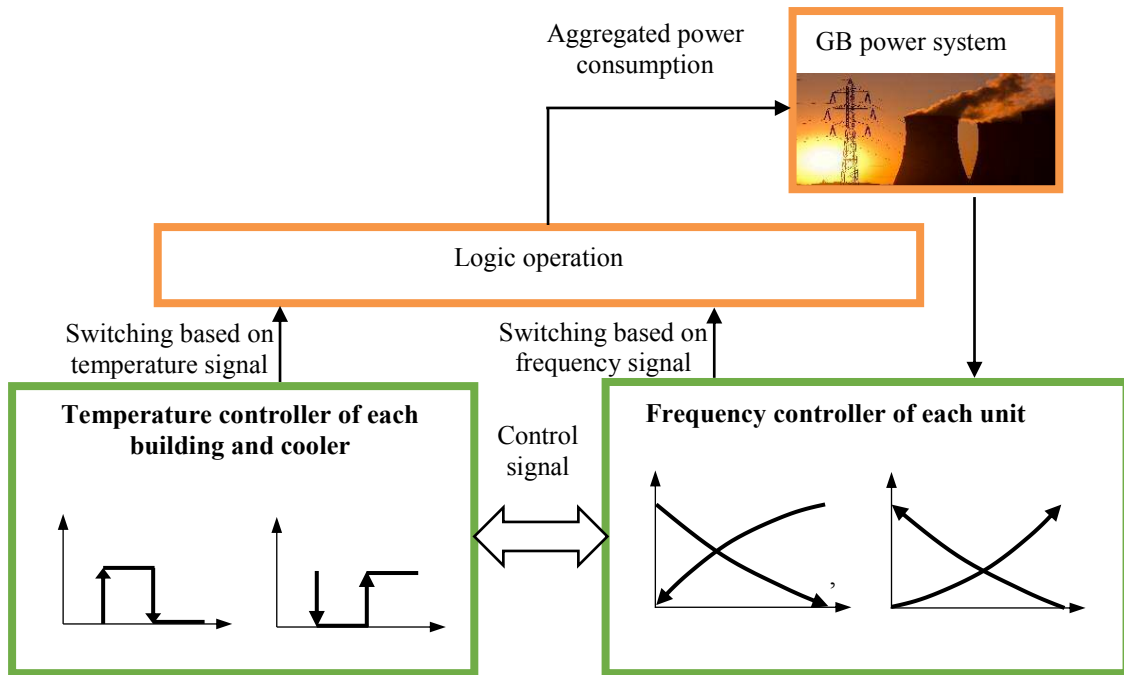 Aggregated power
consumption
GB power system
Logic operation
Switching based on
temperature signal
Switching based on
frequency signal
Temperature controller of each
building and cooler
Control
signal
Frequency controller of each unit
,